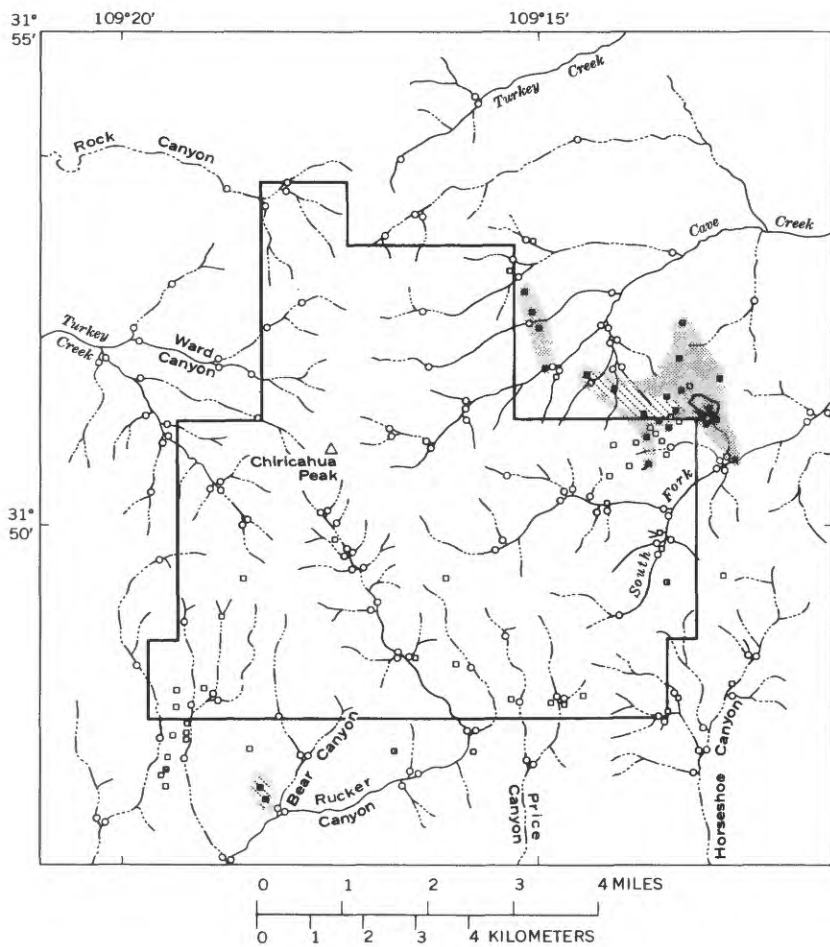 109° 20' 109° 15'
31° 55'
Turkey Creek
Rock Canyon
Cave Creek
Turkey Creek
Ward Canyon
Chiricahua Peak
31° 50'
South Fork
Bear Canyon
Rucker Canyon
Price Canyon
Horseshoe Canyon
0 1 2 3 4 MILES
0 1 2 3 4 KILOMETERS